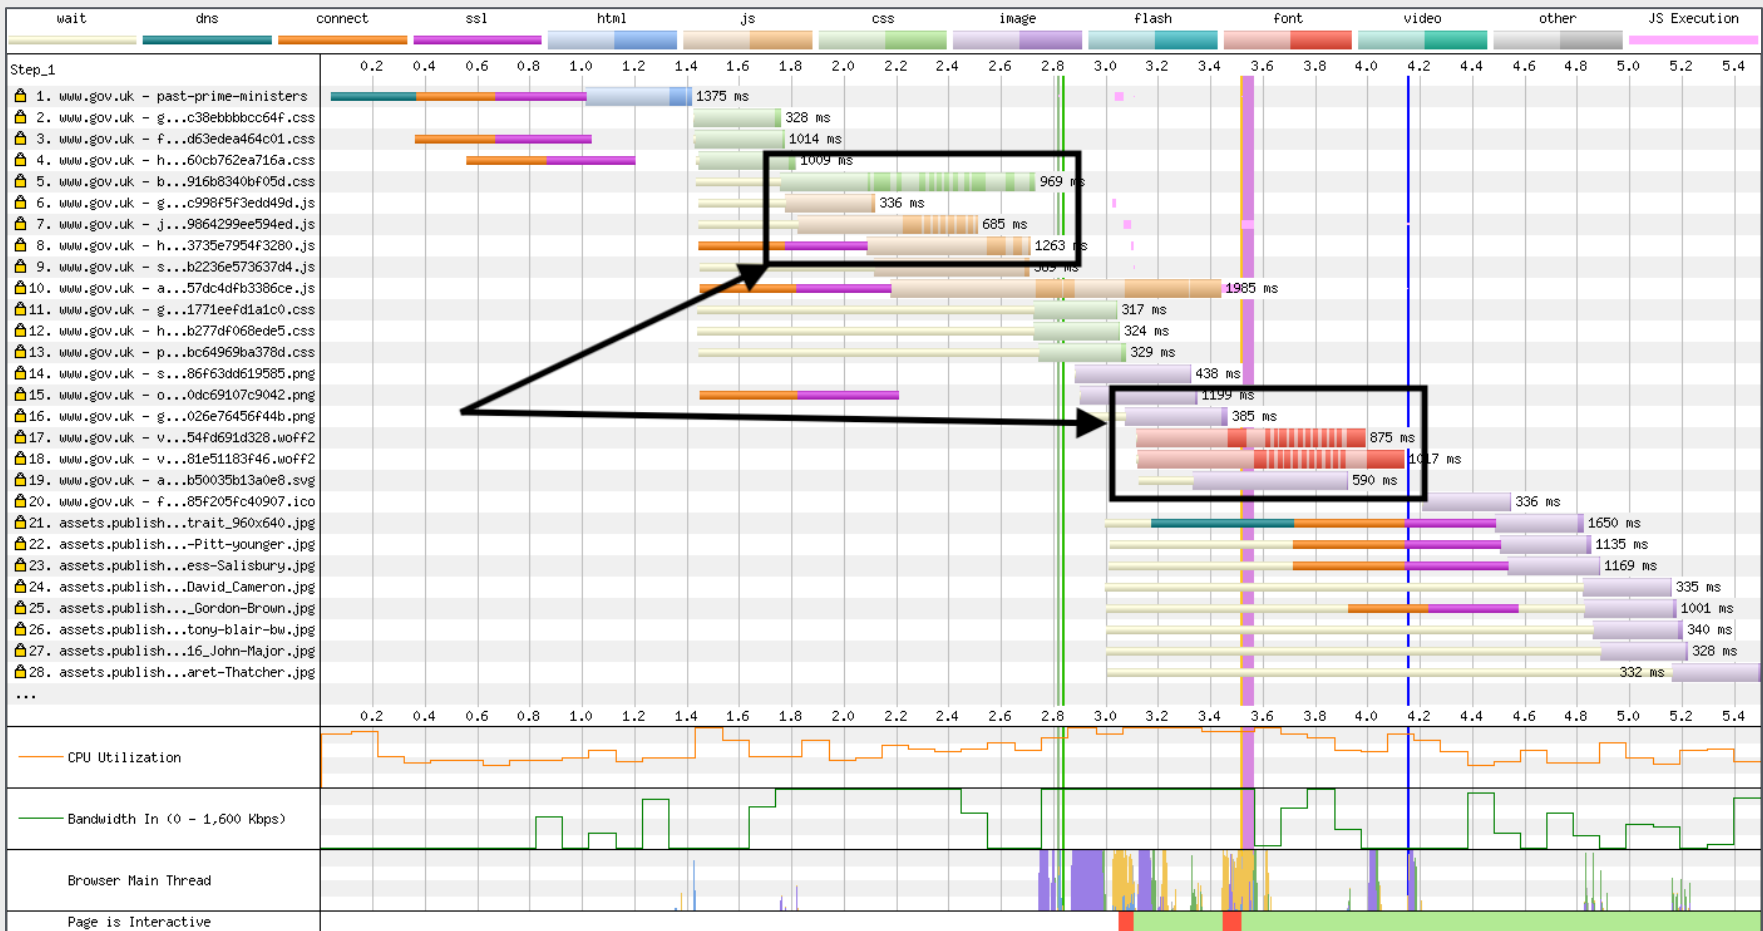 wait dns connect ssl html js css image flash font video other JS Execution
Step_1 0.2 0.4 0.6 0.8 1.0 1.2 1.4 1.6 1.8 2.0 2.2 2.4 2.6 2.8 3.0 3.2 3.4 3.6 3.8 4.0 4.2 4.4 4.6 4.8 5.0 5.2 5.4
1. www.gov.uk - past-prime-ministers 1375 ms
2. www.gov.uk - g...c38ebbbbcc64f.css 328 ms
3. www.gov.uk - f...d63edea464c01.css 1014 ms
4. www.gov.uk - h...60cb762ea716a.css 1009 ms
5. www.gov.uk - b...916b8340bf05d.css 969 ms
6. www.gov.uk - g...c998f5f3edd49d.js 336 ms
7. www.gov.uk - j...9864299ee594ed.js 685 ms
8. www.gov.uk - h...3735e7954f3280.js 1263 ms
9. www.gov.uk - s...b2236e573637d4.js 369 ms
10. www.gov.uk - a...57dc4dfb3386ce.js 1985 ms
11. www.gov.uk - g...1771eefd1a1c0.css 317 ms
12. www.gov.uk - h...b277df068ede5.css 324 ms
13. www.gov.uk - p...bc64969ba378d.css 329 ms
14. www.gov.uk - s...86f63dd619585.png 438 ms
15. www.gov.uk - o...0dc69107c9042.png 1199 ms
16. www.gov.uk - g...026e76456f44b.png 385 ms
17. www.gov.uk - v...54fd691d328.woff2 875 ms
18. www.gov.uk - v...81e51183f46.woff2 1017 ms
19. www.gov.uk - a...b50035b13a0e8.svg 590 ms
20. www.gov.uk - f...85f205fc40907.ico 336 ms
21. assets.publish...trait_960x640.jpg 1650 ms
22. assets.publish...-Pitt-younger.jpg 1135 ms
23. assets.publish...ess-Salisbury.jpg 1169 ms
24. assets.publish...David_Cameron.jpg 335 ms
25. assets.publish..._Gordon-Brown.jpg 1001 ms
26. assets.publish...tony-blair-bw.jpg 340 ms
27. assets.publish...16_John-Major.jpg 328 ms
28. assets.publish...aret-Thatcher.jpg 332 ms
...
0.2 0.4 0.6 0.8 1.0 1.2 1.4 1.6 1.8 2.0 2.2 2.4 2.6 2.8 3.0 3.2 3.4 3.6 3.8 4.0 4.2 4.4 4.6 4.8 5.0 5.2 5.4
CPU Utilization
Bandwidth In (0 - 1,600 Kbps)
Browser Main Thread
Page is Interactive